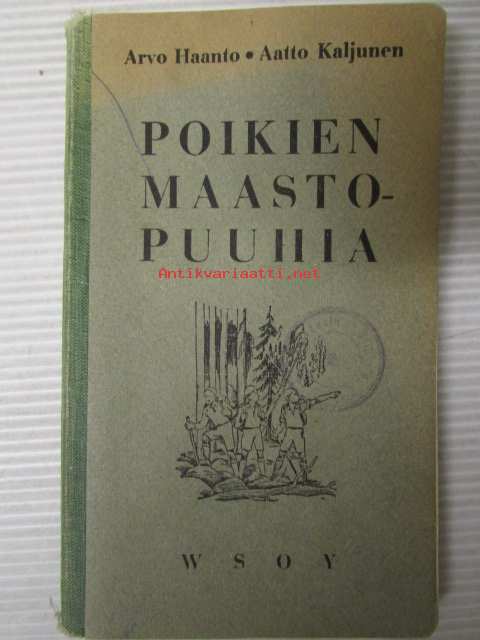 Arvo Haanto • Aatto Kaljunen
POIKIEN
MAASTO-
PUUHIA
Antikvariaatti.net
WSOY